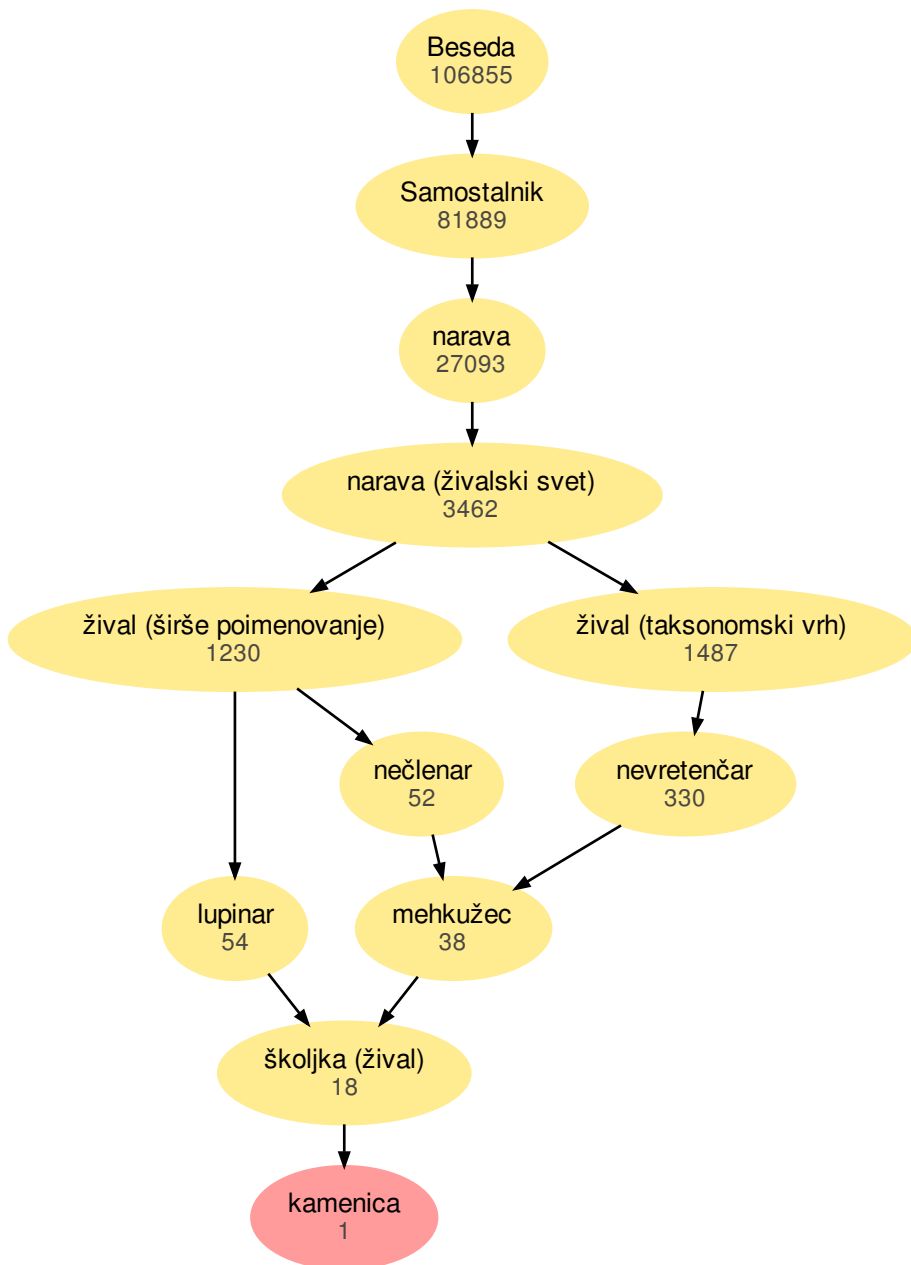 Beseda
106855
Samostalnik
81889
narava
27093
narava (živalski svet)
3462
žival (širše poimenovanje)
1230
žival (taksonomski vrh)
1487
nečlenar
52
nevretenčar
330
lupinar
54
mehkužec
38
školjka (žival)
18
kamenica
1